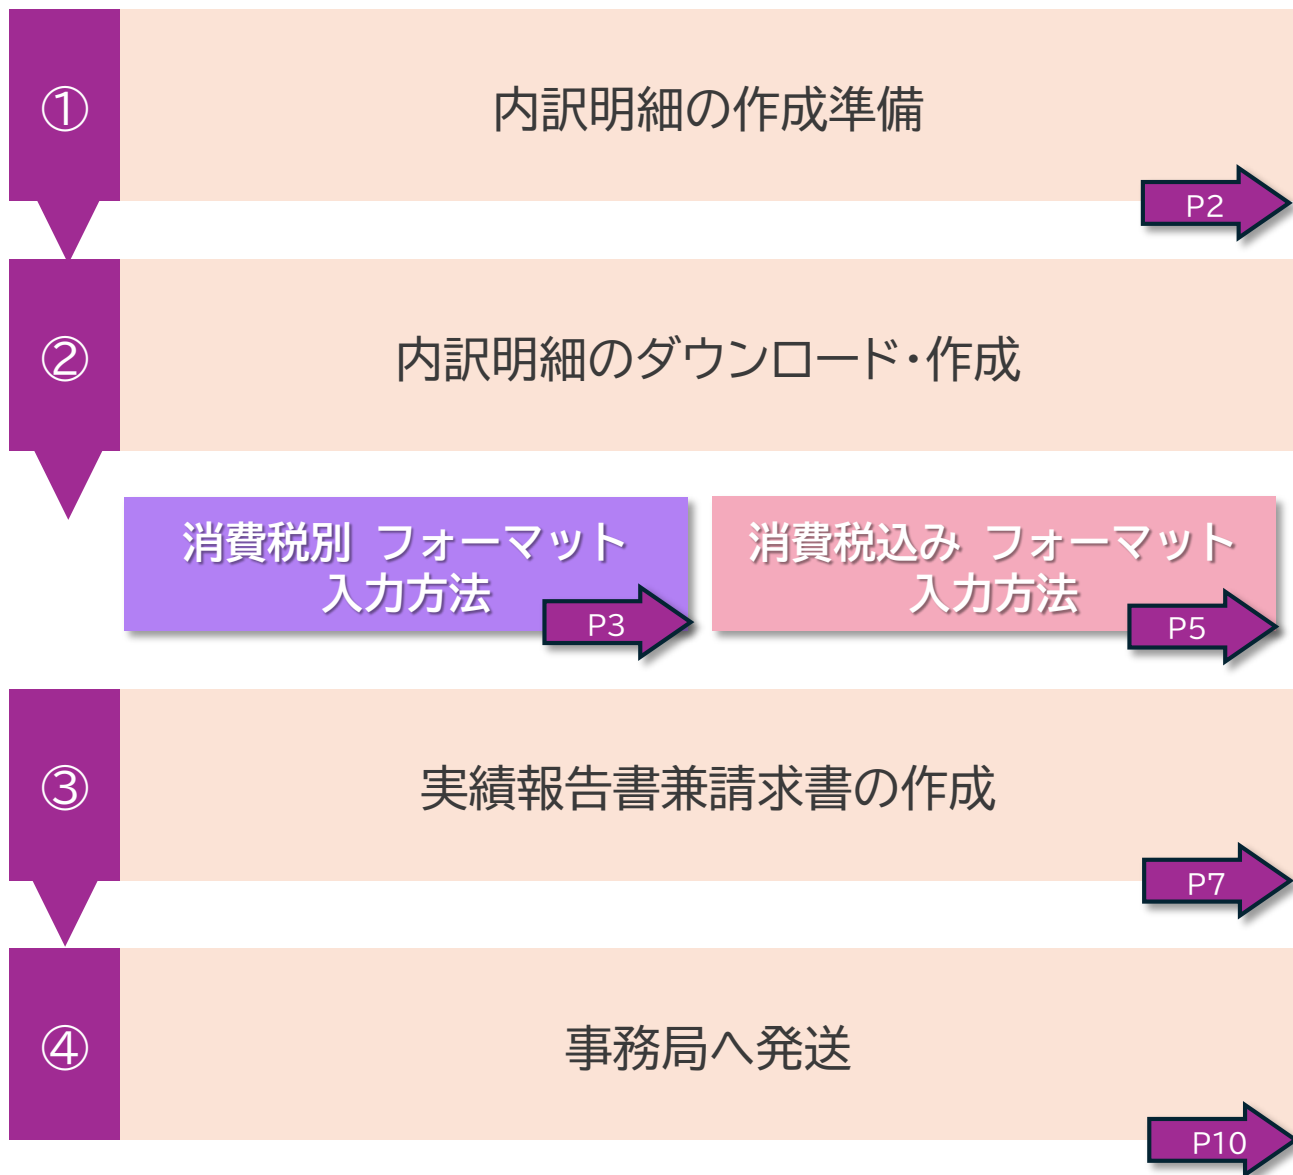 ①
内訳明細の作成準備
P2
②
内訳明細のダウンロード・作成
消費税別 フォーマット
入力方法
P3
消費税込み フォーマット
入力方法
P5
③
実績報告書兼請求書の作成
P7
④
事務局へ発送
P10